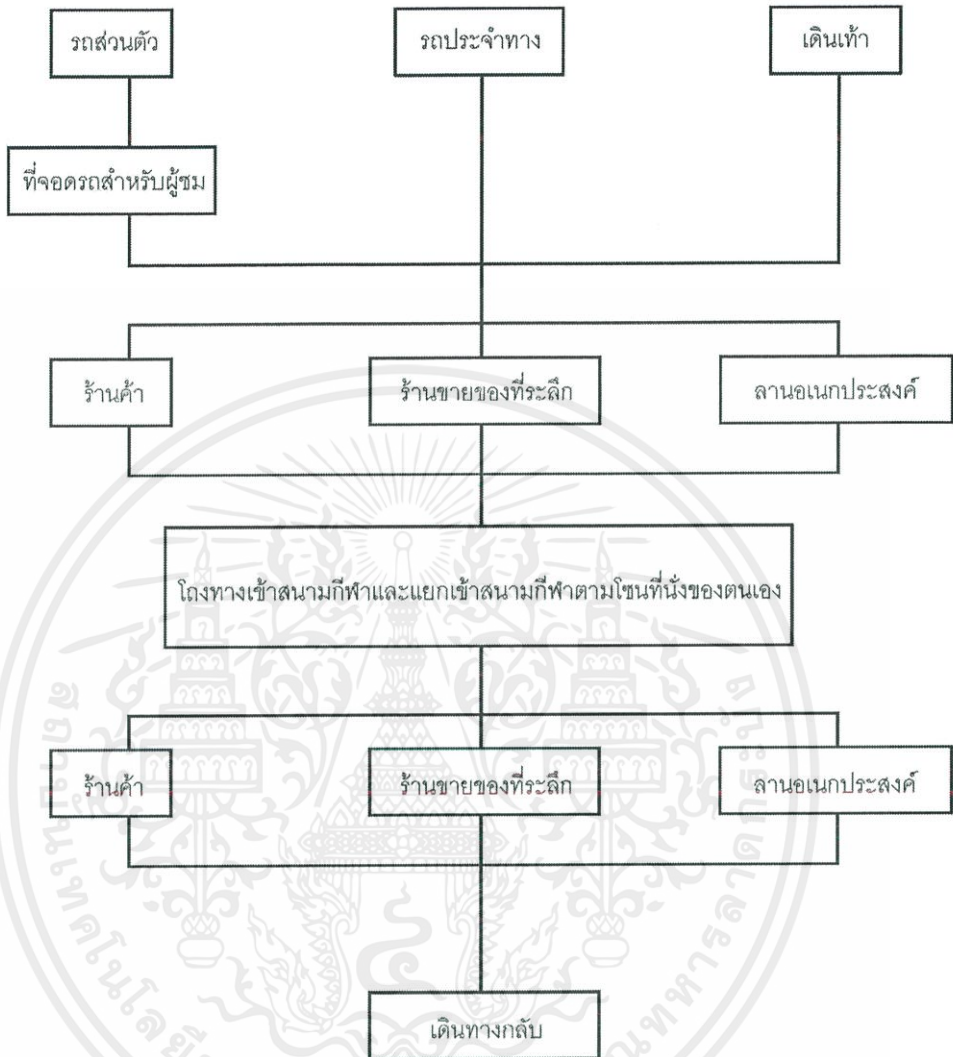 รถส่วนตัว
รถประจำทาง
เดินเท้า
ที่จอดรถสำหรับผู้ชม
ร้านค้า
ร้านขายของที่ระลึก
ลานอเนกประสงค์
โถงทางเข้าสนามกีฬาและแยกเข้าสนามกีฬาตามโซนที่นั่งของตนเอง
ร้านค้า
ร้านขายของที่ระลึก
ลานอเนกประสงค์
เดินทางกลับ